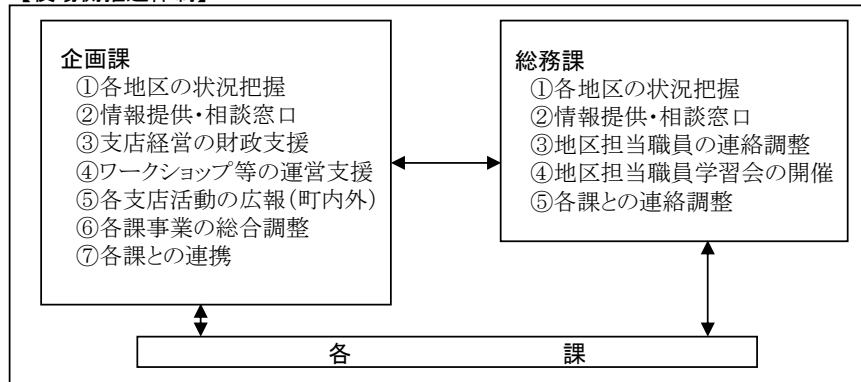 企画課
①各地区の状況把握
②情報提供・相談窓口
③支店経営の財政支援
④ワークショップ等の運営支援
⑤各支店活動の広報(町内外)
⑥各課事業の総合調整
⑦各課との連携
総務課
①各地区の状況把握
②情報提供・相談窓口
③地区担当職員の連絡調整
④地区担当職員学習会の開催
⑤各課との連絡調整
各 課